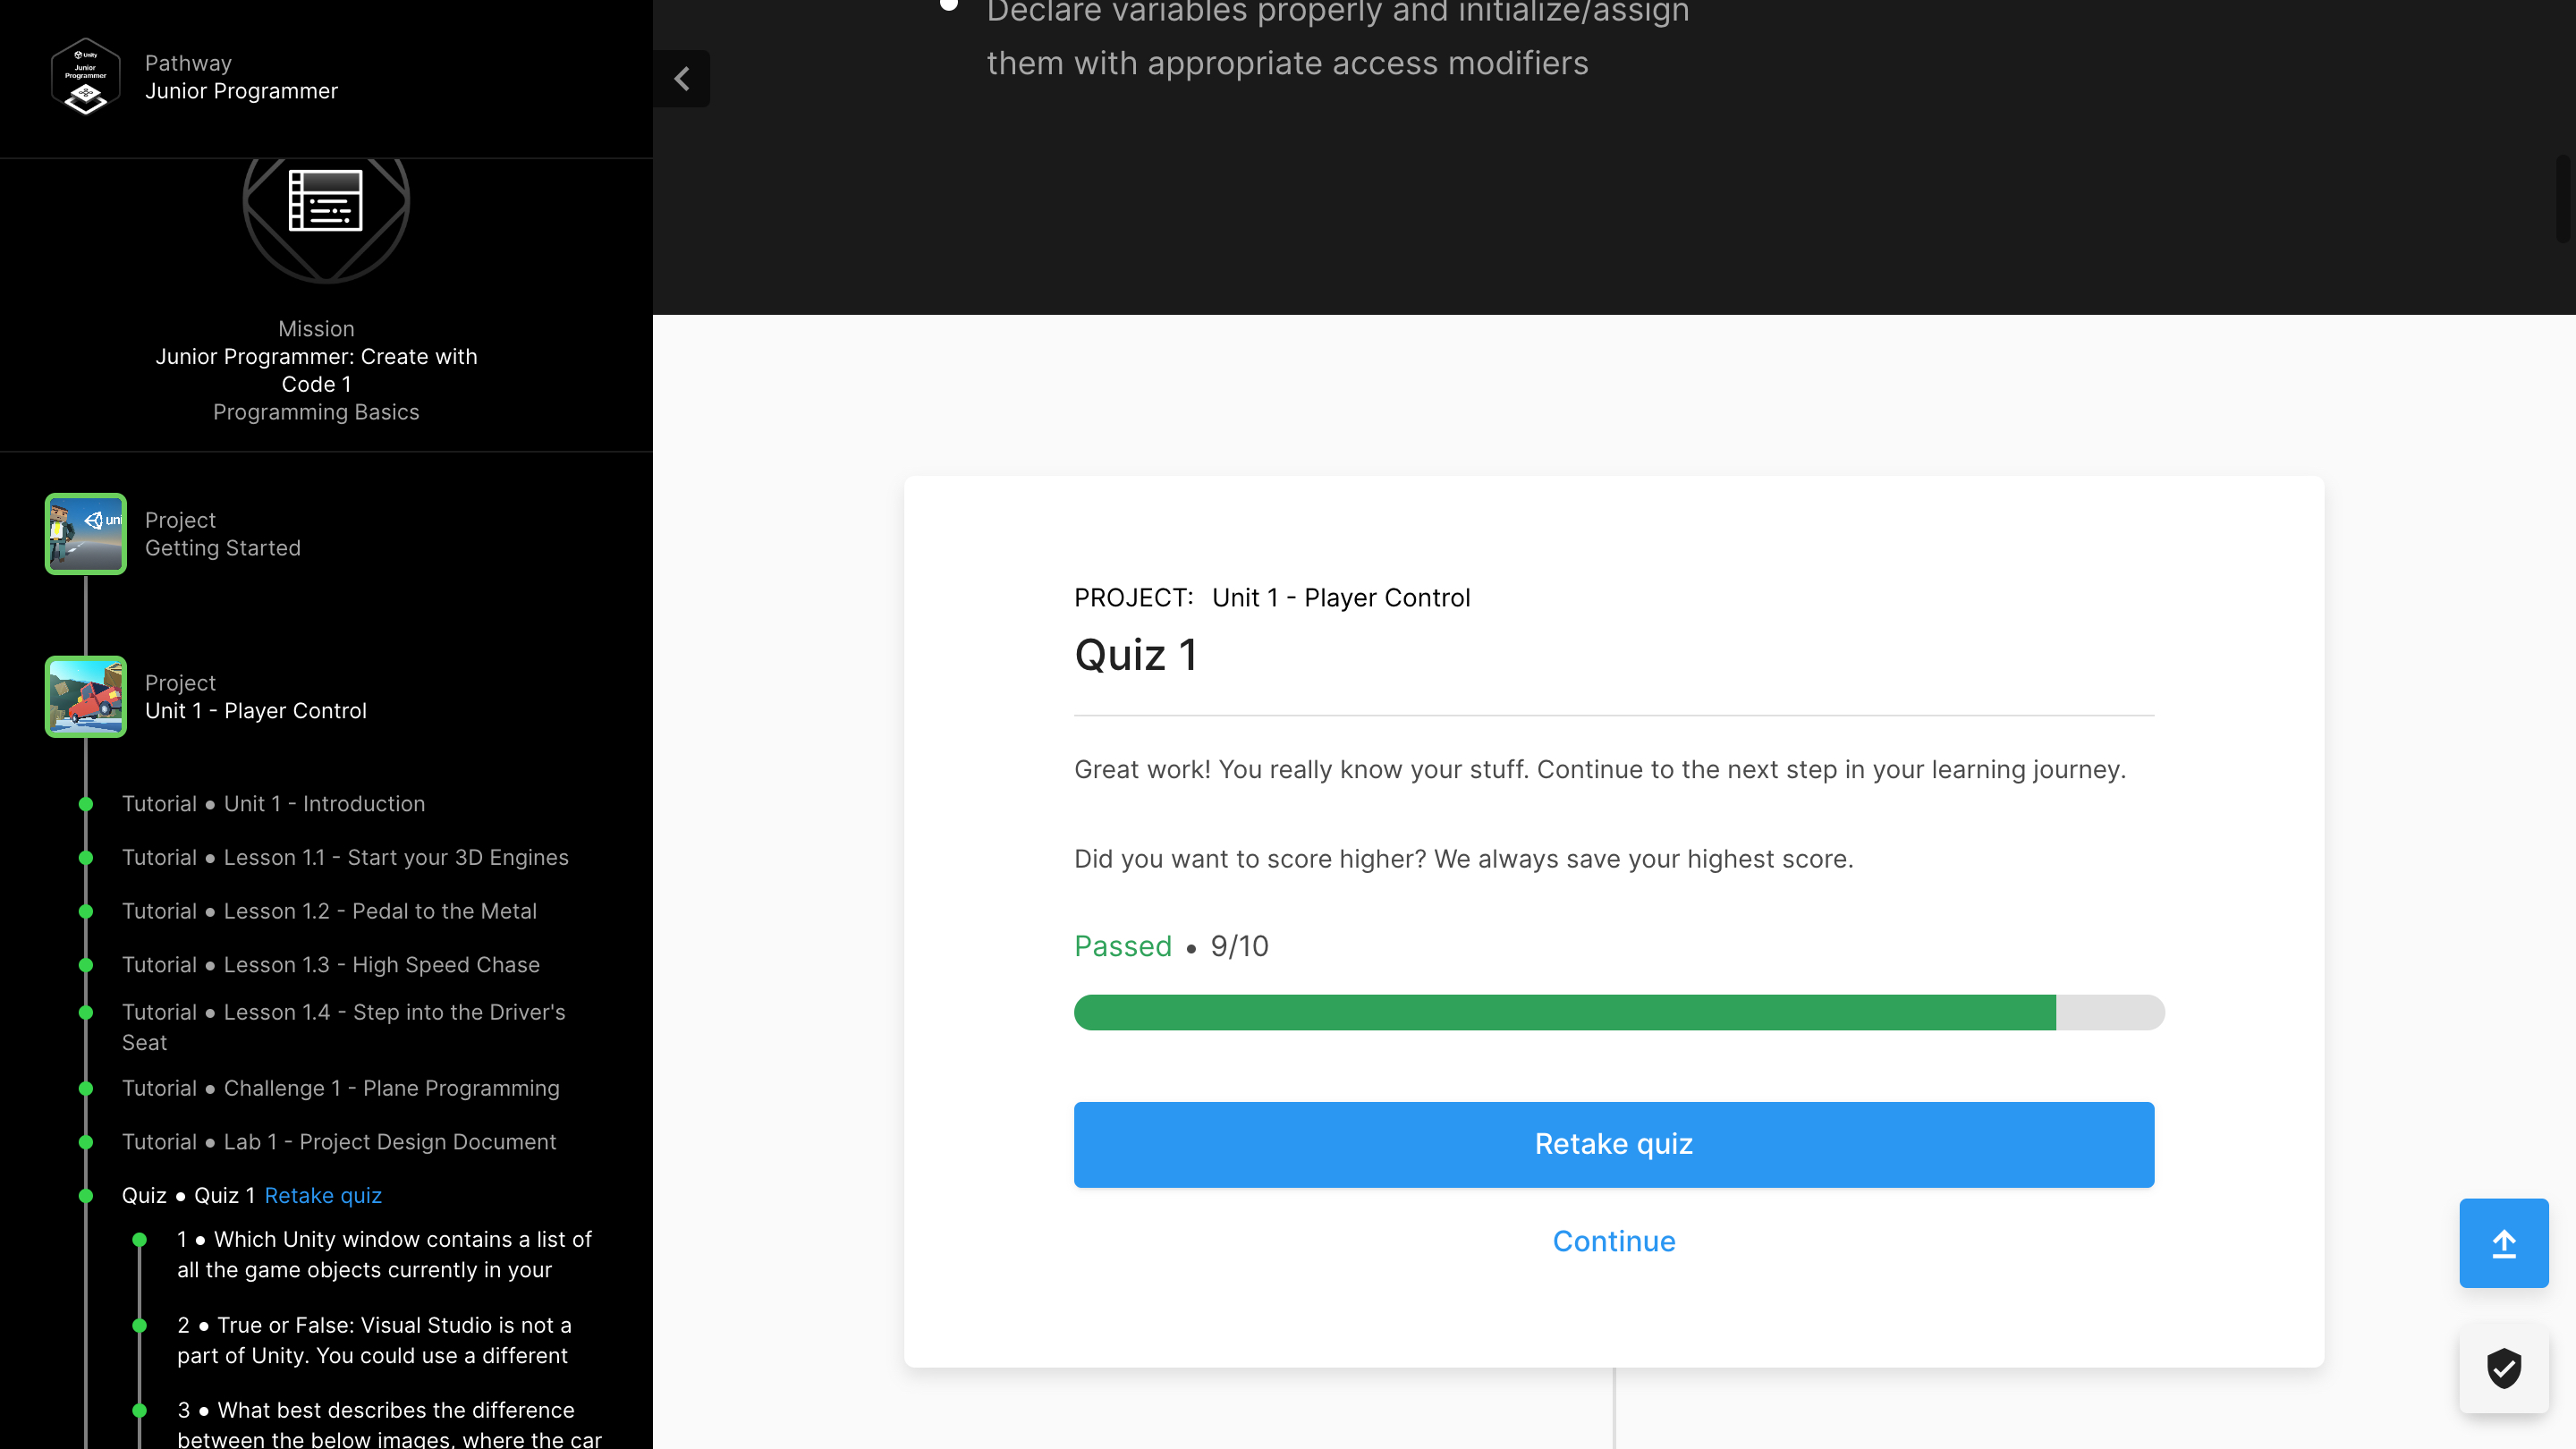 Unity
Junior
Programmer
Pathway
Junior Programmer
Mission
Junior Programmer: Create with
Code 1
Programming Basics
uni
Project
Getting Started
Project
Unit 1 - Player Control
Tutorial ● Unit 1 - Introduction
Tutorial ● Lesson 1.1 - Start your 3D Engines
Tutorial ● Lesson 1.2 - Pedal to the Metal
Tutorial ● Lesson 1.3 - High Speed Chase
Tutorial ● Lesson 1.4 - Step into the Driver's
Seat
Tutorial ● Challenge 1 - Plane Programming
Tutorial ● Lab 1 - Project Design Document
Quiz ● Quiz 1 Retake quiz
1 ● Which Unity window contains a list of
all the game objects currently in your
2 ● True or False: Visual Studio is not a
part of Unity. You could use a different
3 ● What best describes the difference
between the below images, where the car
Declare variables properly and initialize/assign
them with appropriate access modifiers
PROJECT: Unit 1 - Player Control
Quiz 1
Great work! You really know your stuff. Continue to the next step in your learning journey.
Did you want to score higher? We always save your highest score.
Passed • 9/10
Retake quiz
Continue